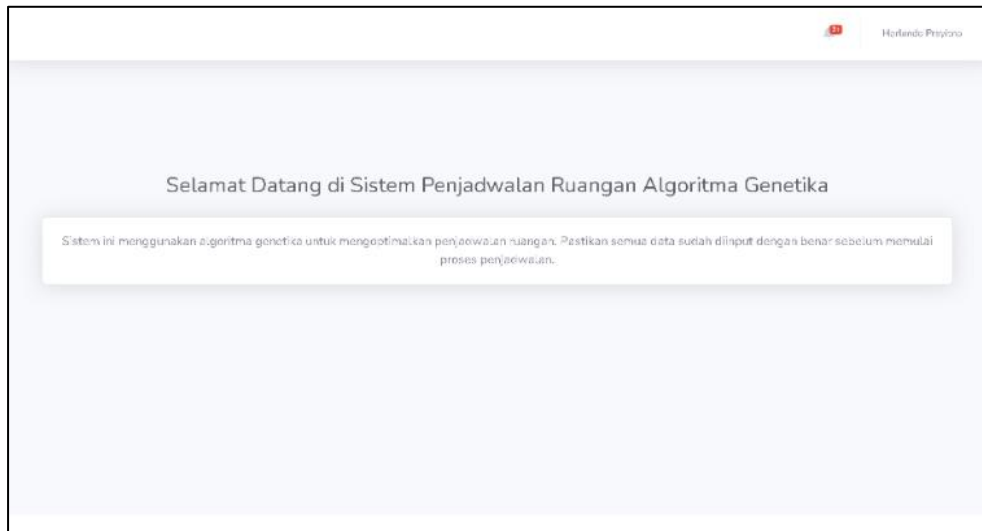 Selamat Datang di Sistem Penjadwalan Ruangan Algoritma Genetika
Sistem ini menggunakan algoritma genetika untuk mengoptimalkan penjadwalan ruangan. Pastikan semua data sudah diinput dengan benar sebelum memulai
proses penjadwalan.